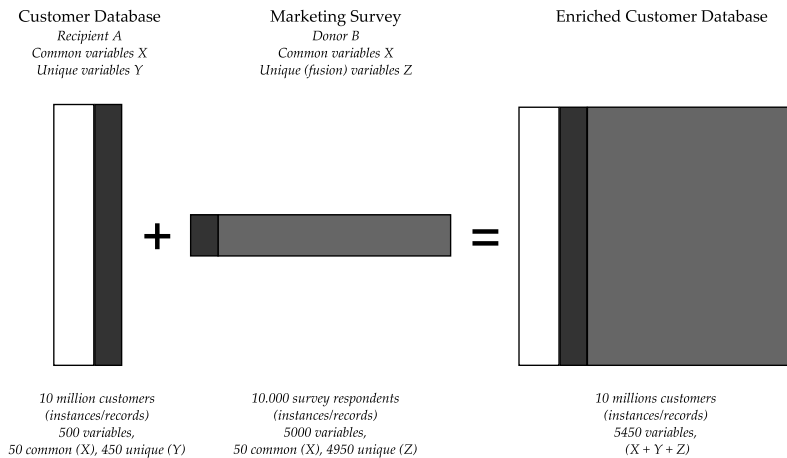 Customer Database
Recipient A
Common variables X
Unique variables Y
Marketing Survey
Donor B
Common variables X
Unique (fusion) variables Z
Enriched Customer Database
+
=
10 million customers
(instances/records)
500 variables,
50 common (X), 450 unique (Y)
10.000 survey respondents
(instances/records)
5000 variables,
50 common (X), 4950 unique (Z)
10 millions customers
(instances/records)
5450 variables,
(X + Y + Z)